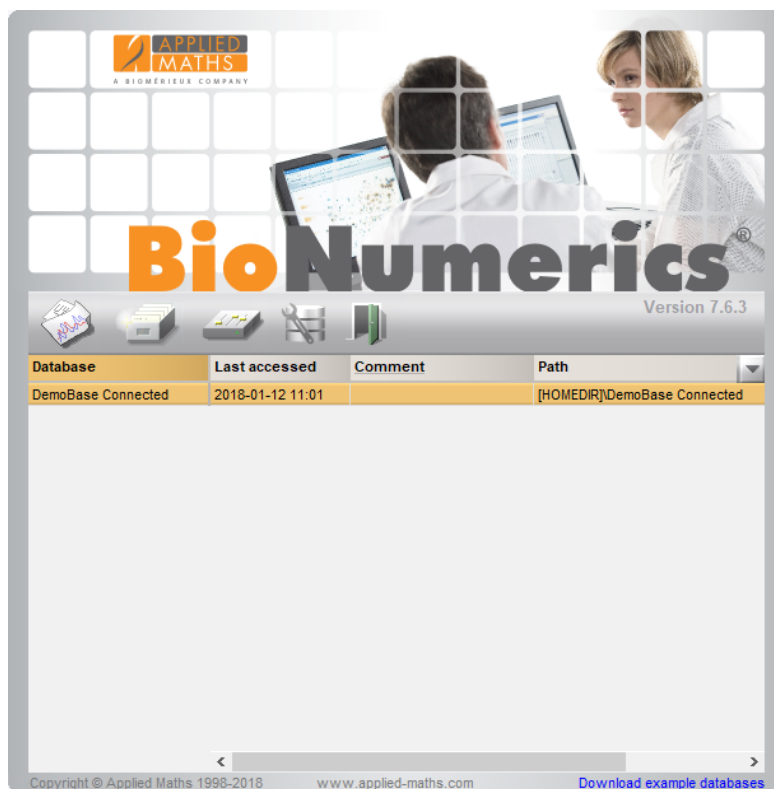 APPLIED
MATHS
A BIOMÉRIEUX COMPANY
BioNumerics®
Version 7.6.3
Database Last accessed Comment Path
DemoBase Connected 2018-01-12 11:01 [HOMEDIR]\DemoBase Connected
Copyright © Applied Maths 1998-2018 www.applied-maths.com Download example databases